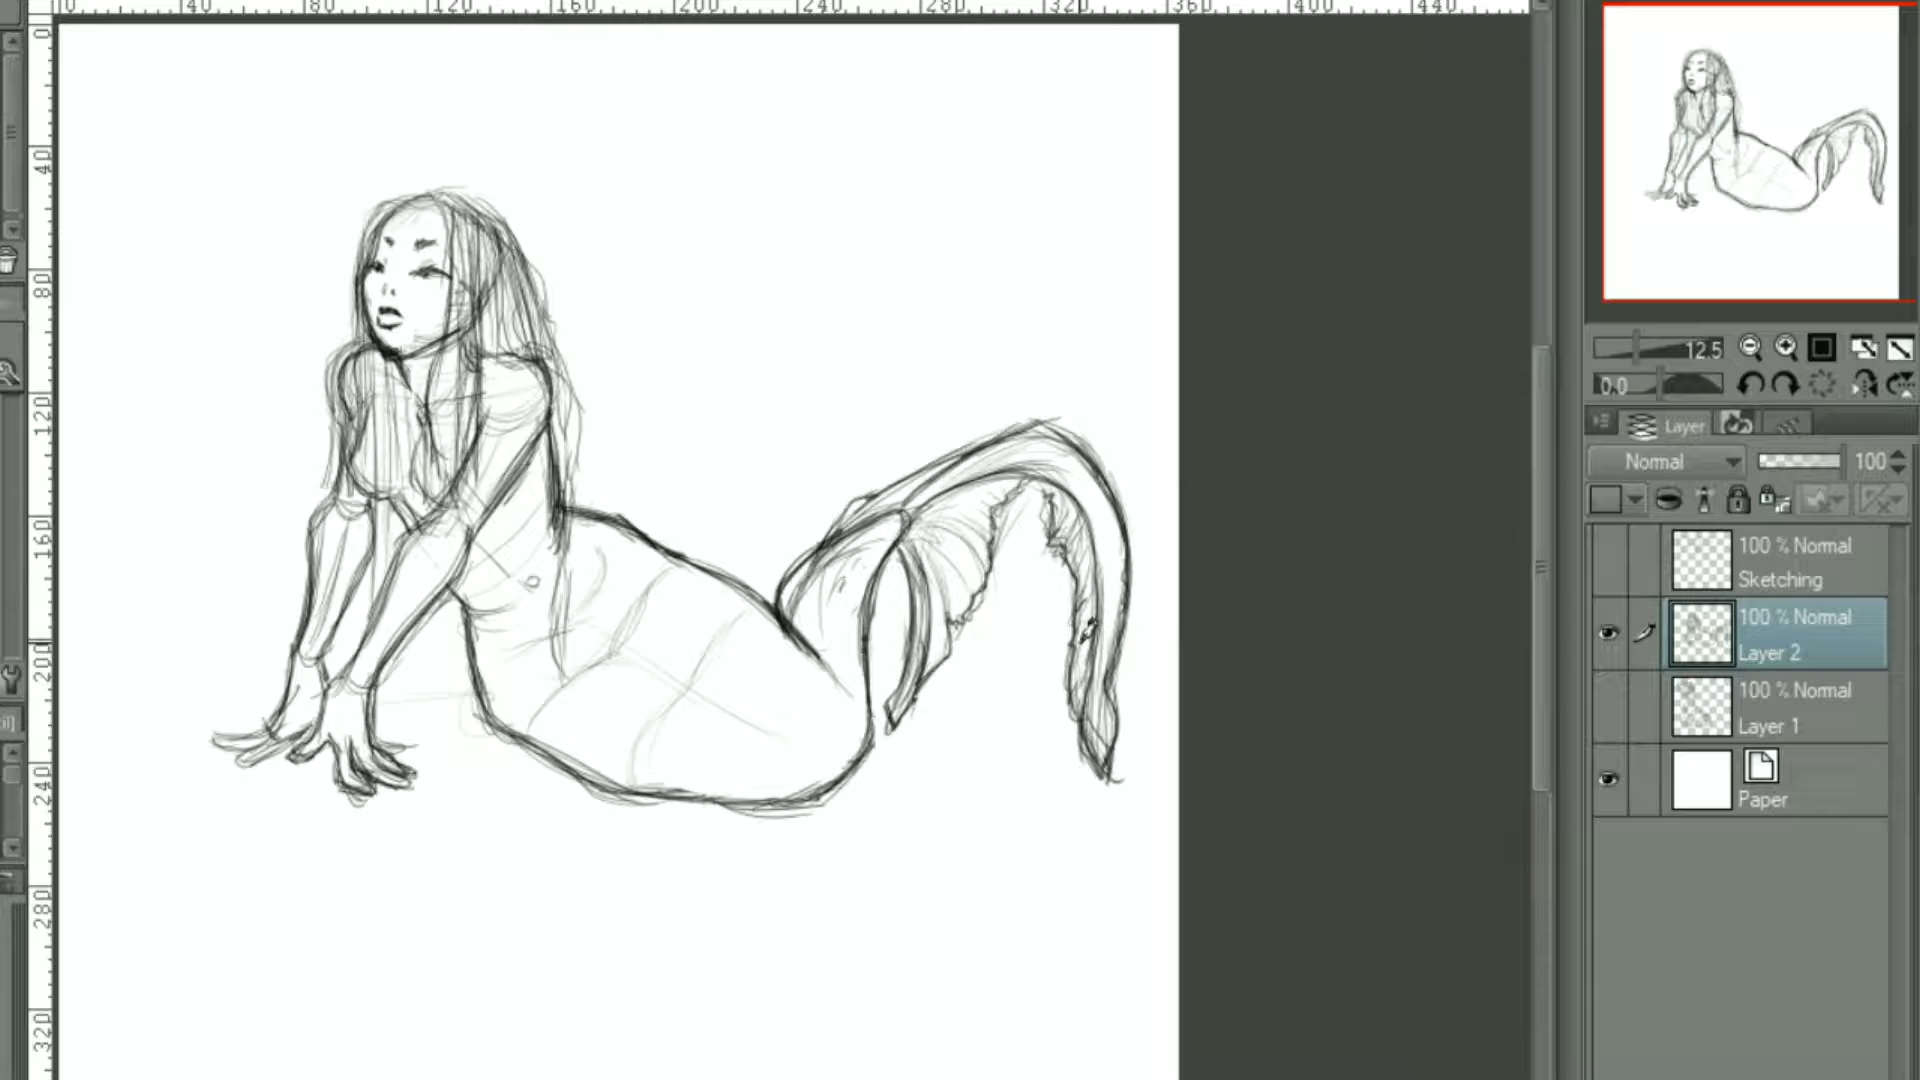 0 40 80 120 160 200 240 280 320 360 400 440
0
40
80
120
160
200
240
280
320
12.5
0.0
Layer
Normal 100
100 % Normal
Sketching
100 % Normal
Layer 2
100 % Normal
Layer 1
Paper